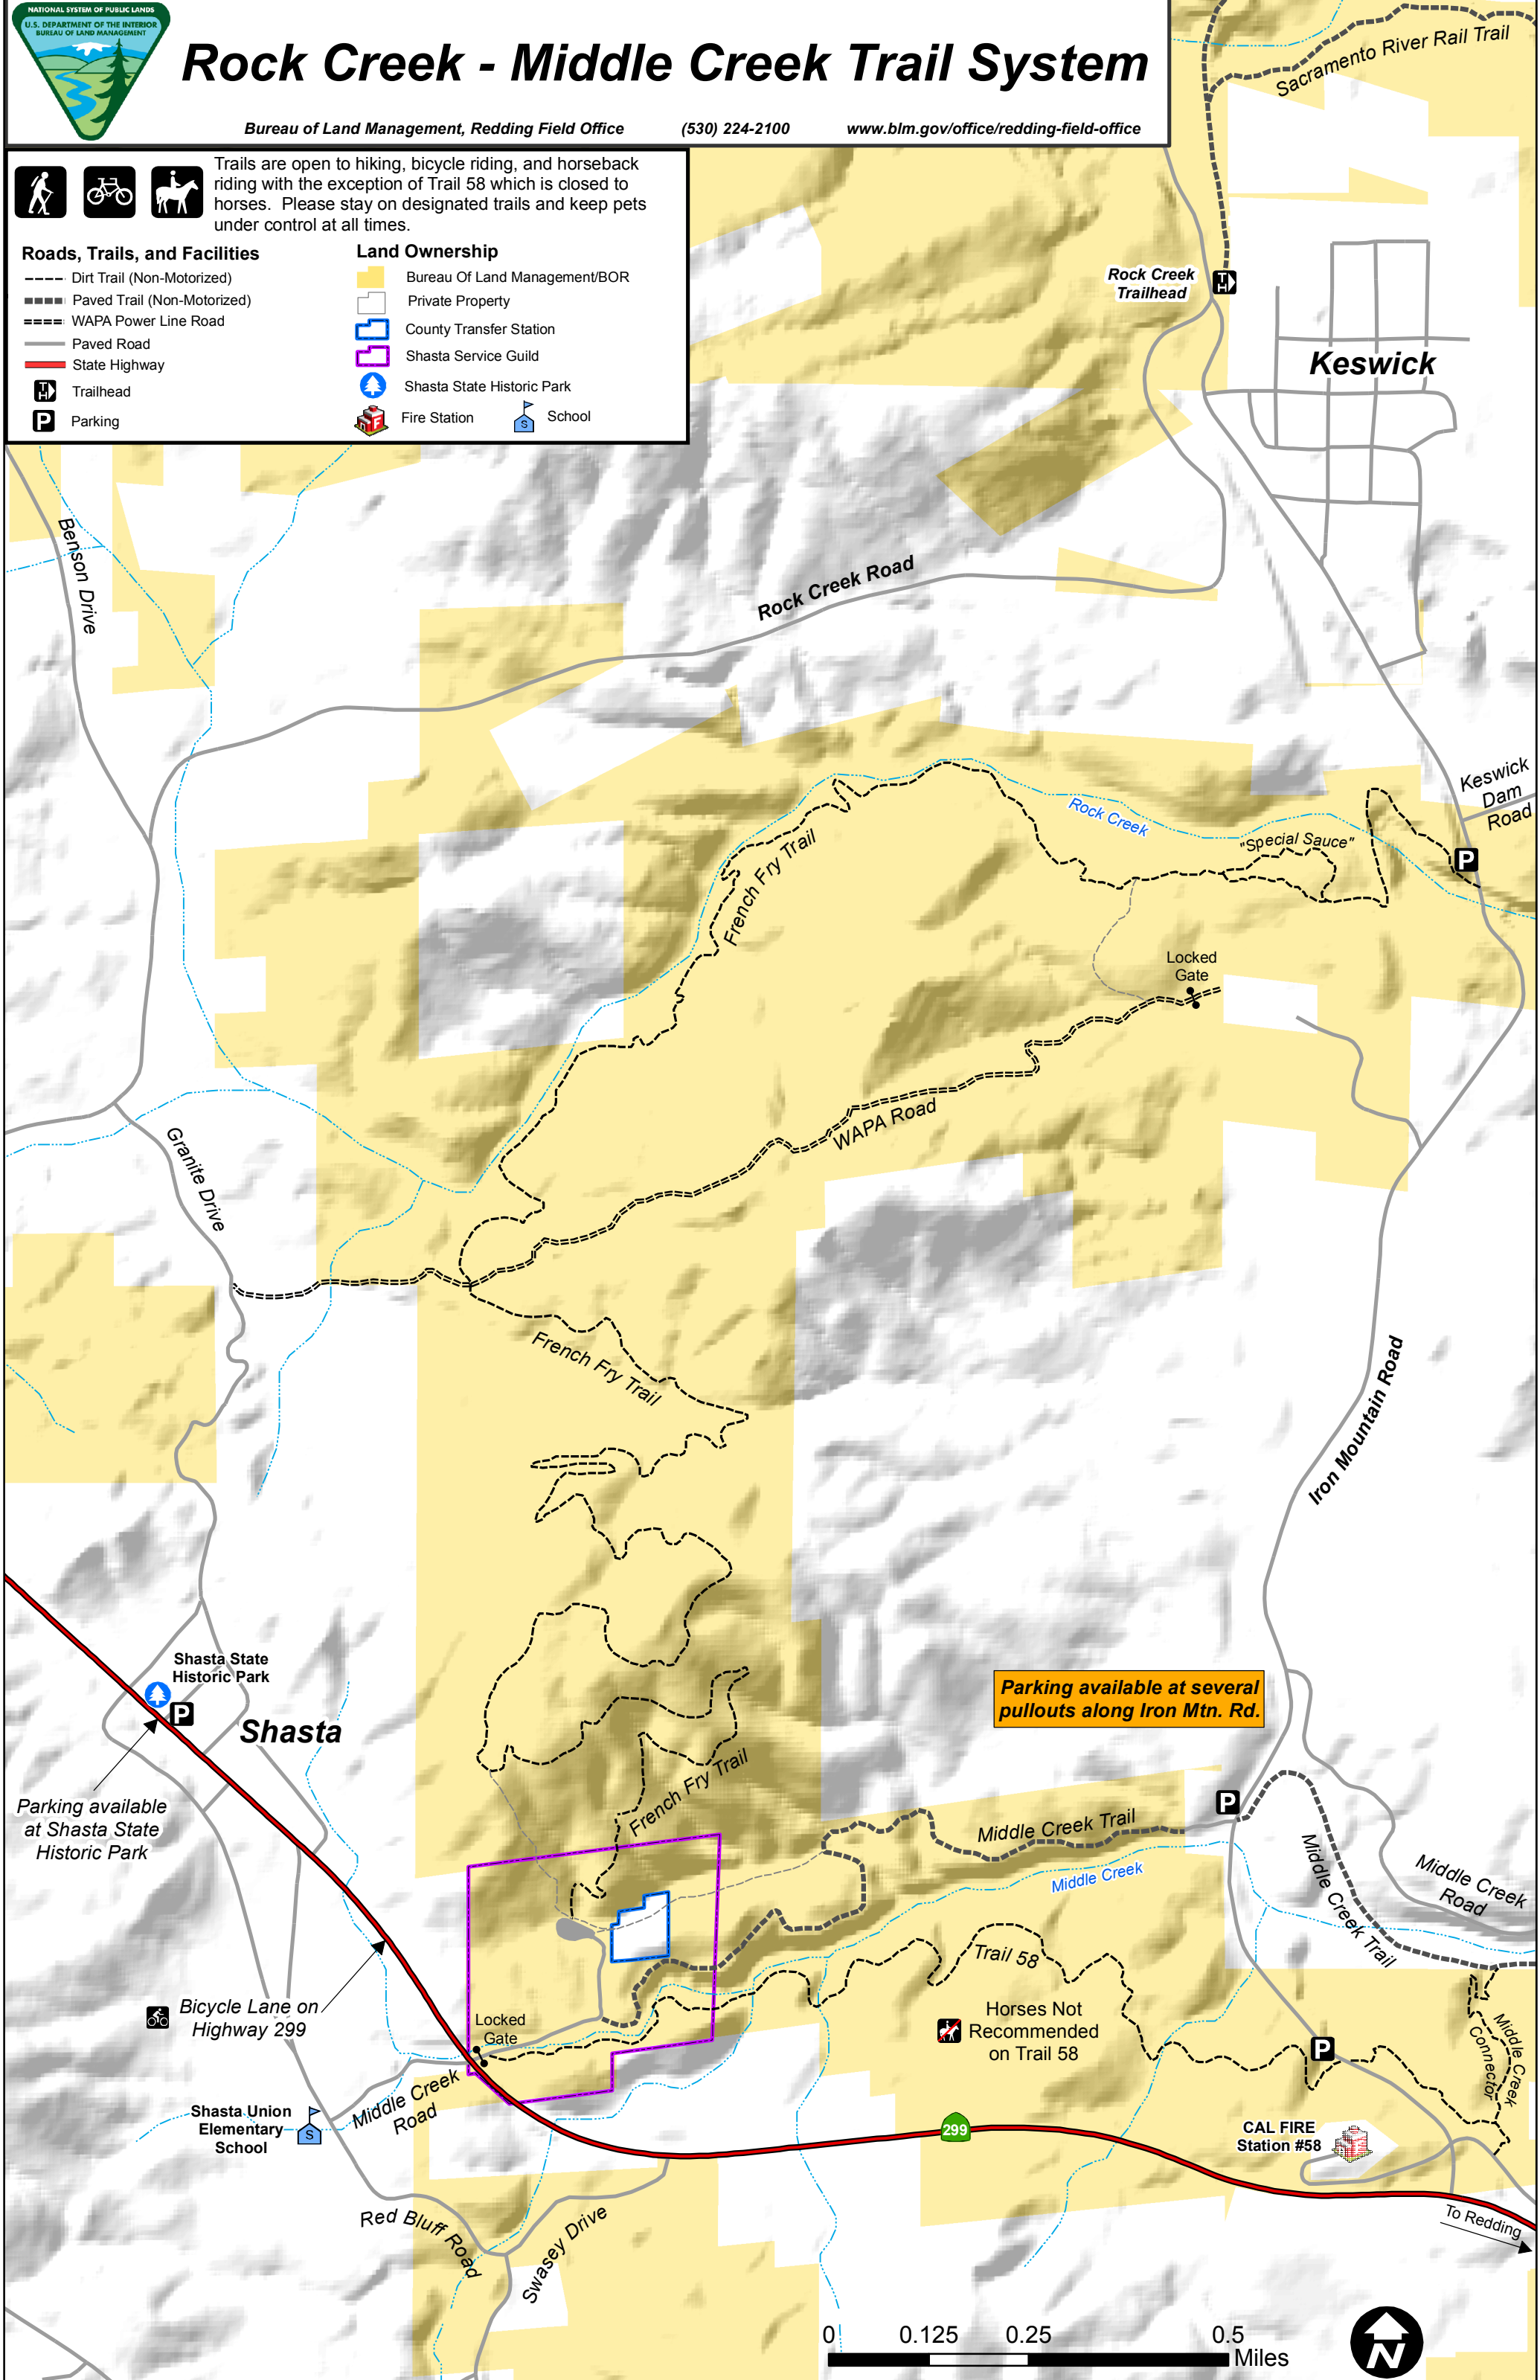 NATIONAL SYSTEM OF PUBLIC LANDS
U.S. DEPARTMENT OF THE INTERIOR
BUREAU OF LAND MANAGEMENT
Rock Creek - Middle Creek Trail System
Bureau of Land Management, Redding Field Office (530) 224-2100 www.blm.gov/office/redding-field-office
Trails are open to hiking, bicycle riding, and horseback
riding with the exception of Trail 58 which is closed to
horses. Please stay on designated trails and keep pets
under control at all times.
Roads, Trails, and Facilities
Dirt Trail (Non-Motorized)
Paved Trail (Non-Motorized)
WAPA Power Line Road
Paved Road
State Highway
TH
Trailhead
P
Parking
Land Ownership
Bureau Of Land Management/BOR
Private Property
County Transfer Station
Shasta Service Guild
Shasta State Historic Park
F
Fire Station
S
School
Sacramento River Rail Trail
Rock Creek
Trailhead
TH
Keswick
Benson Drive
Rock Creek Road
Keswick
Dam
Road
Rock Creek
"Special Sauce"
P
French Fry Trail
Locked
Gate
WAPA Road
Granite Drive
French Fry Trail
Iron Mountain Road
Shasta State
Historic Park
P
Shasta
Parking available at several
pullouts along Iron Mtn. Rd.
Parking available
at Shasta State
Historic Park
French Fry Trail
P
Middle Creek Trail
Middle Creek
Middle Creek Trail
Middle Creek
Road
Trail 58
Bicycle Lane on
Highway 299
Locked
Gate
Horses Not
Recommended
on Trail 58
P
Middle Creek
Connector
Middle Creek
Road
Shasta Union
Elementary
School
S
299
CAL FIRE
Station #58
Red Bluff Road
Swasey Drive
To Redding
0 0.125 0.25 0.5
Miles
N